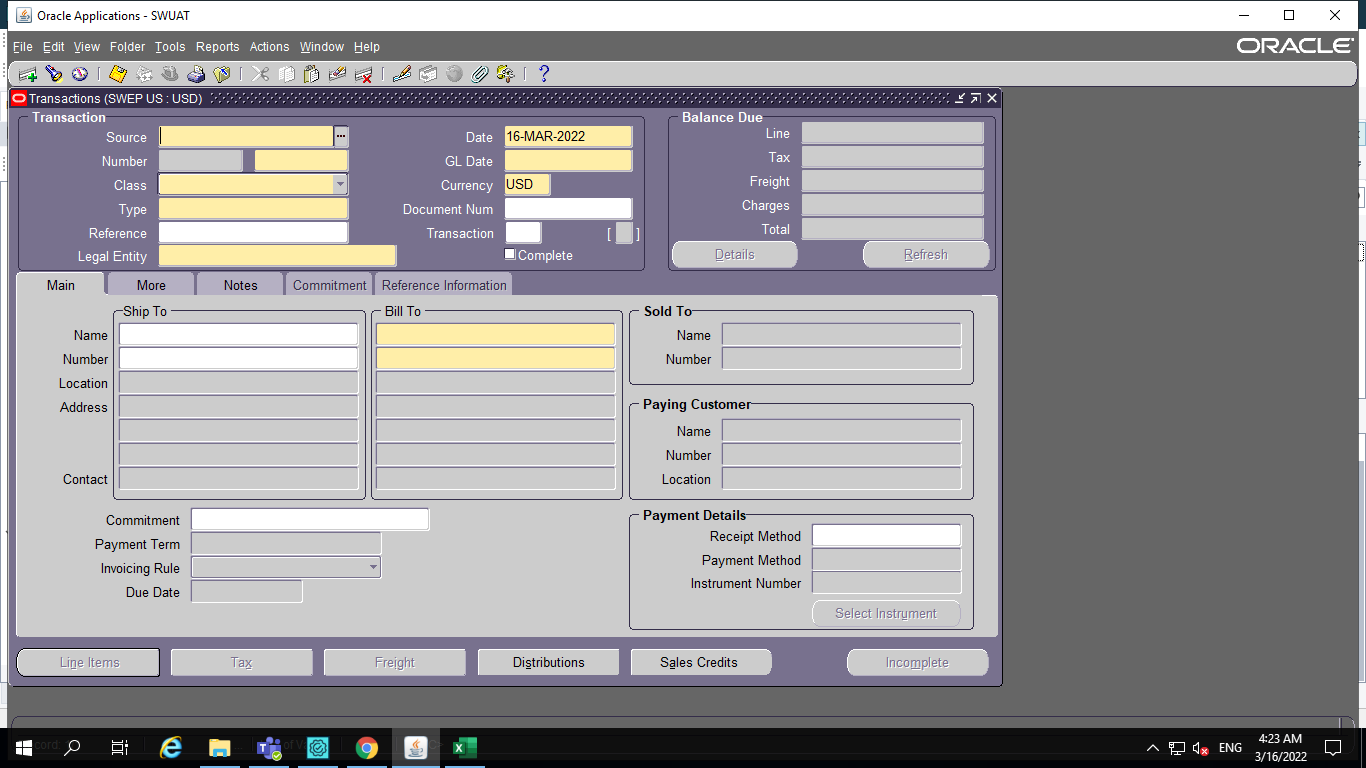 Oracle Applications - SWUAT
File Edit View Folder Tools Reports Actions Window Help
ORACLE
Transactions (SWEP US : USD)
Transaction
Source
Number
Class
Type
Reference
Legal Entity
Date 16-MAR-2022
GL Date
Currency USD
Document Num
Transaction [ ]
Complete
Balance Due
Line
Tax
Freight
Charges
Total
Details Refresh
Main More Notes Commitment Reference Information
Ship To
Bill To
Name
Number
Location
Address
Contact
Sold To
Name
Number
Paying Customer
Name
Number
Location
Commitment
Payment Term
Invoicing Rule
Due Date
Payment Details
Receipt Method
Payment Method
Instrument Number
Select Instrument
Line Items Tax Freight Distributions Sales Credits Incomplete
ENG
4:23 AM
3/16/2022